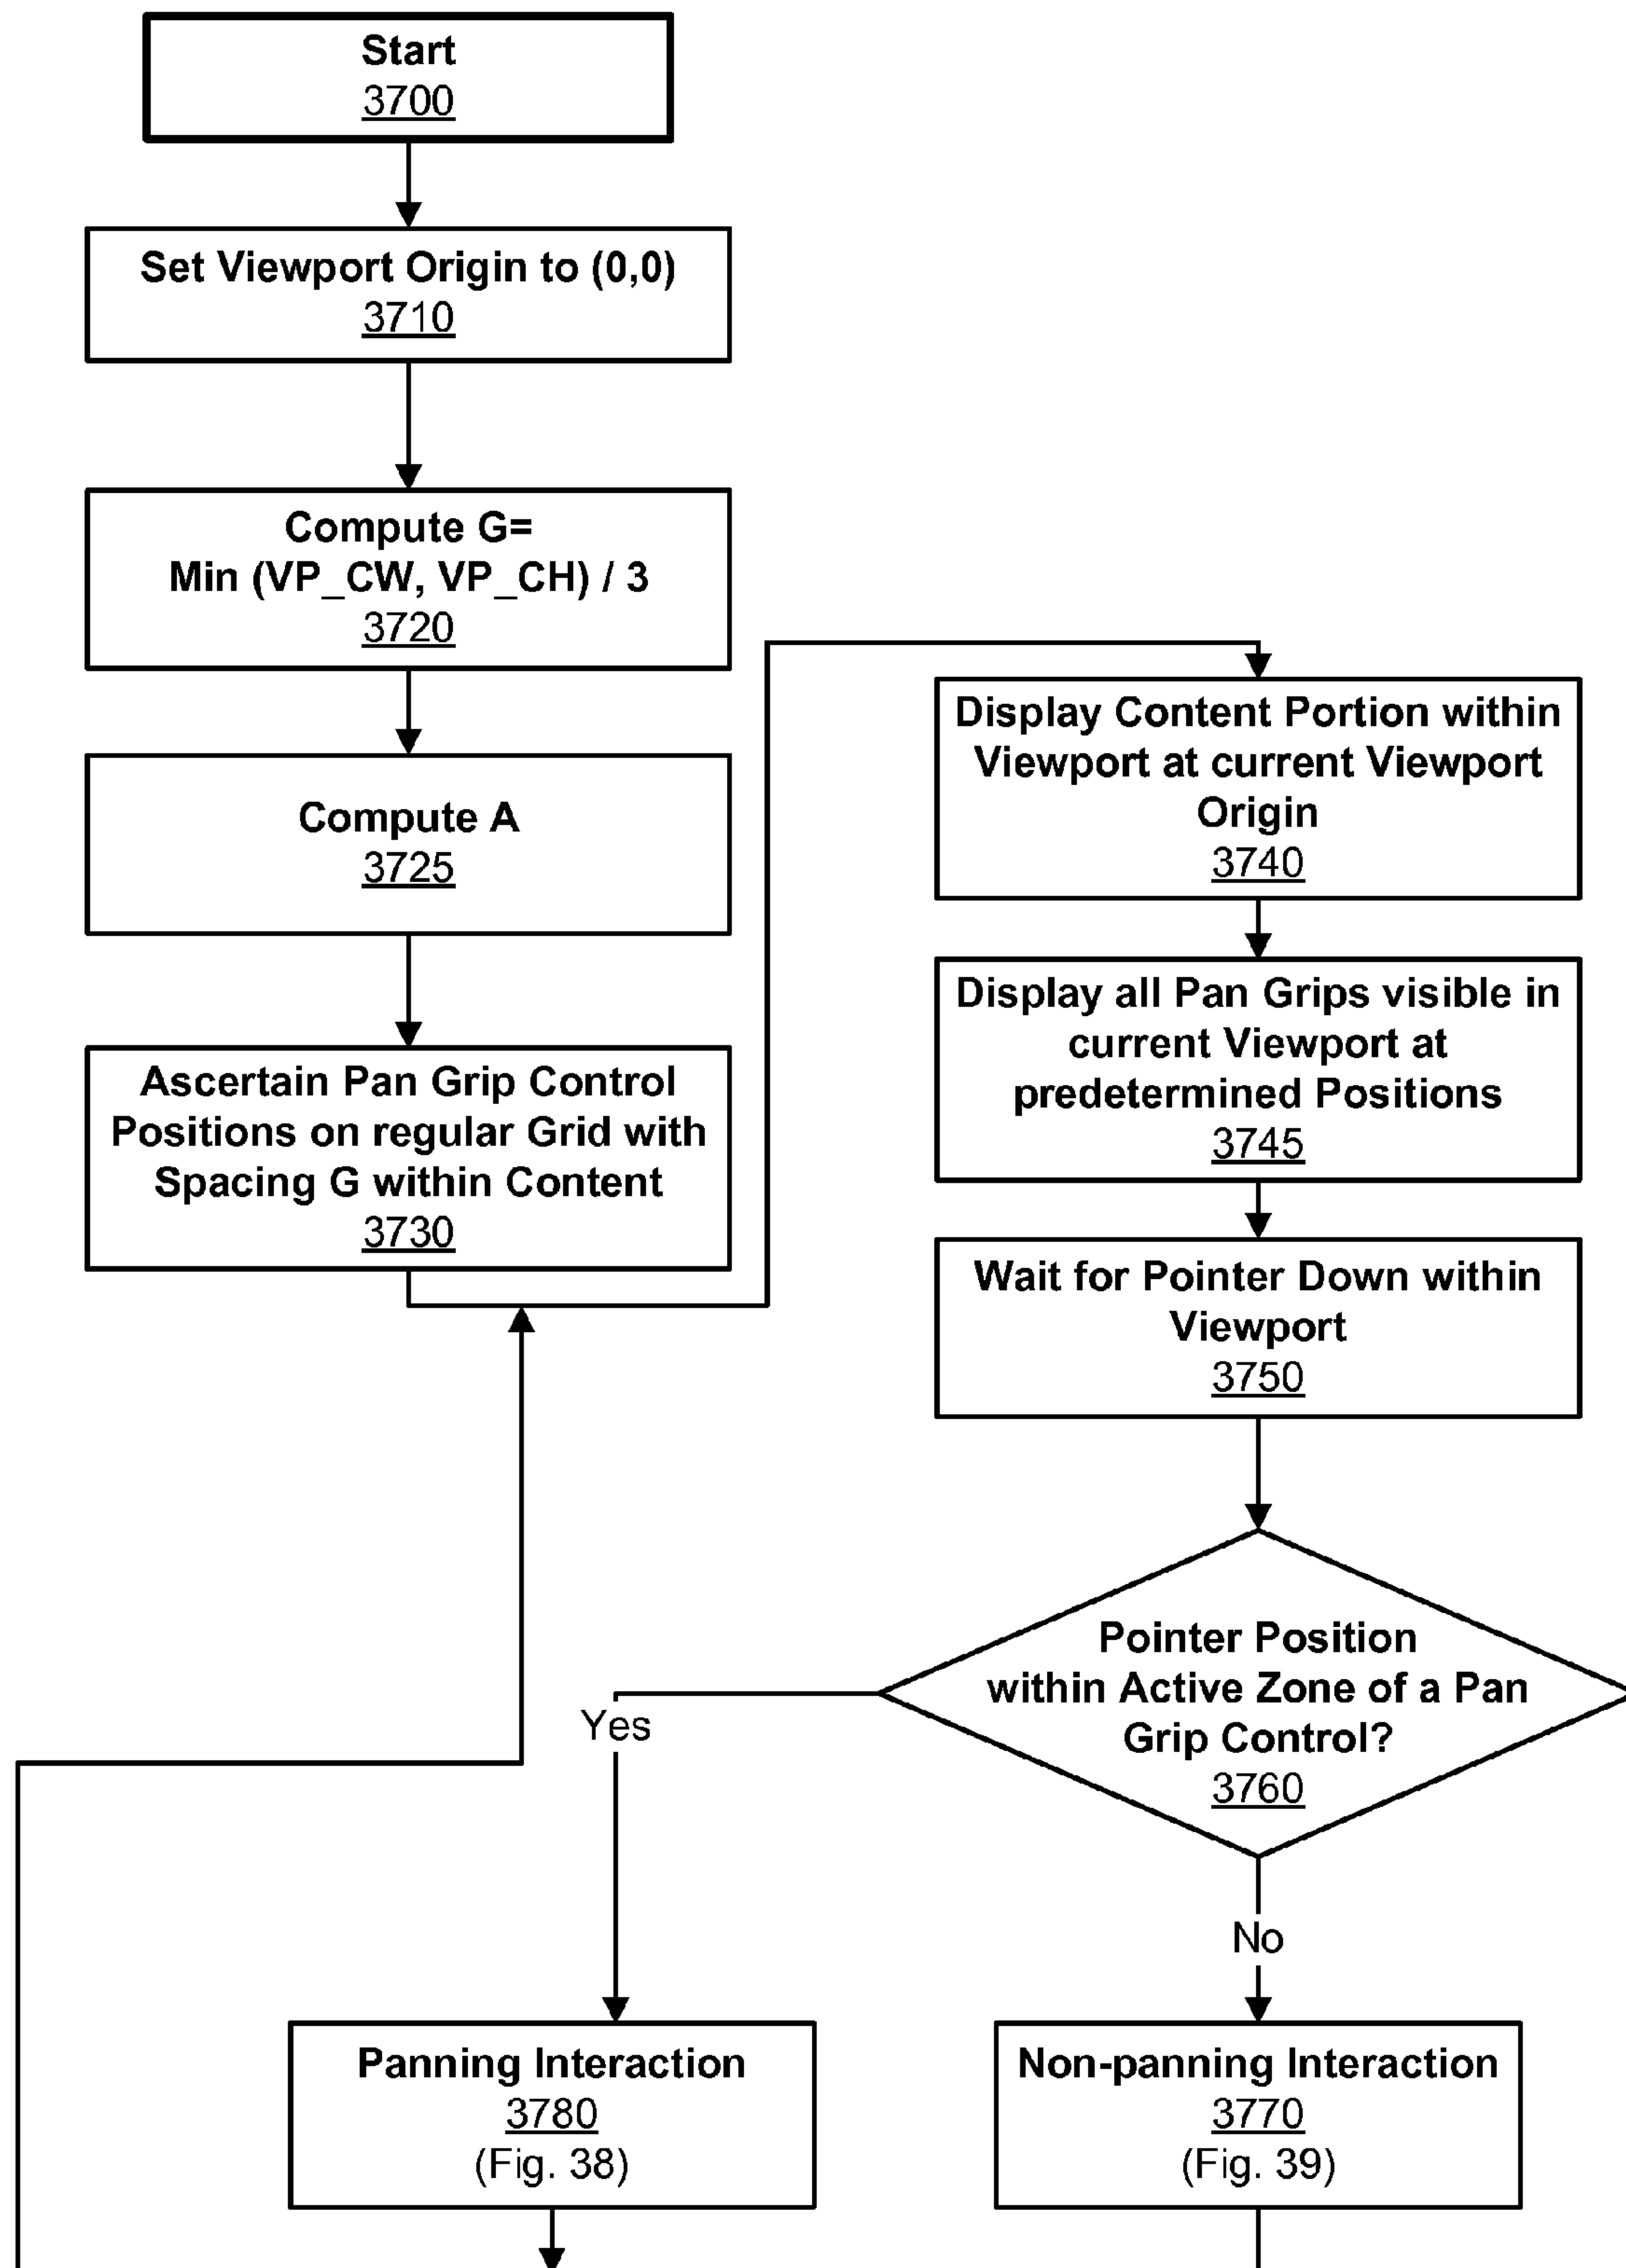 Start
3700
Set Viewport Origin to (0,0)
3710
Compute G=
Min (VP_CW, VP_CH) / 3
3720
Compute A
3725
Ascertain Pan Grip Control
Positions on regular Grid with
Spacing G within Content
3730
Display Content Portion within
Viewport at current Viewport
Origin
3740
Display all Pan Grips visible in
current Viewport at
predetermined Positions
3745
Wait for Pointer Down within
Viewport
3750
Pointer Position
within Active Zone of a Pan
Grip Control?
3760
Yes
No
Panning Interaction
3780
(Fig. 38)
Non-panning Interaction
3770
(Fig. 39)